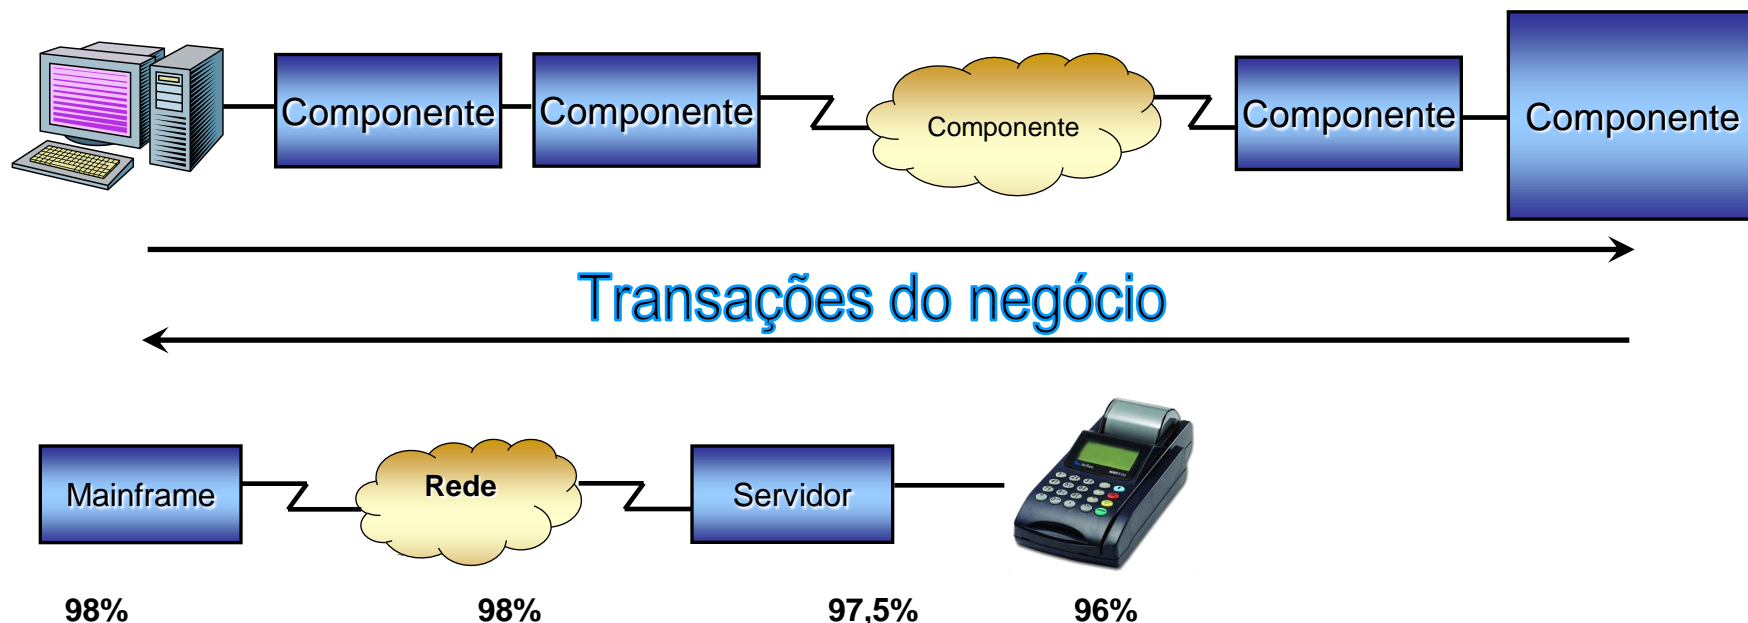 Componente
Componente
Componente
Componente
Componente
Transações do negócio
Mainframe
Rede
Servidor
98%
98%
97,5%
96%